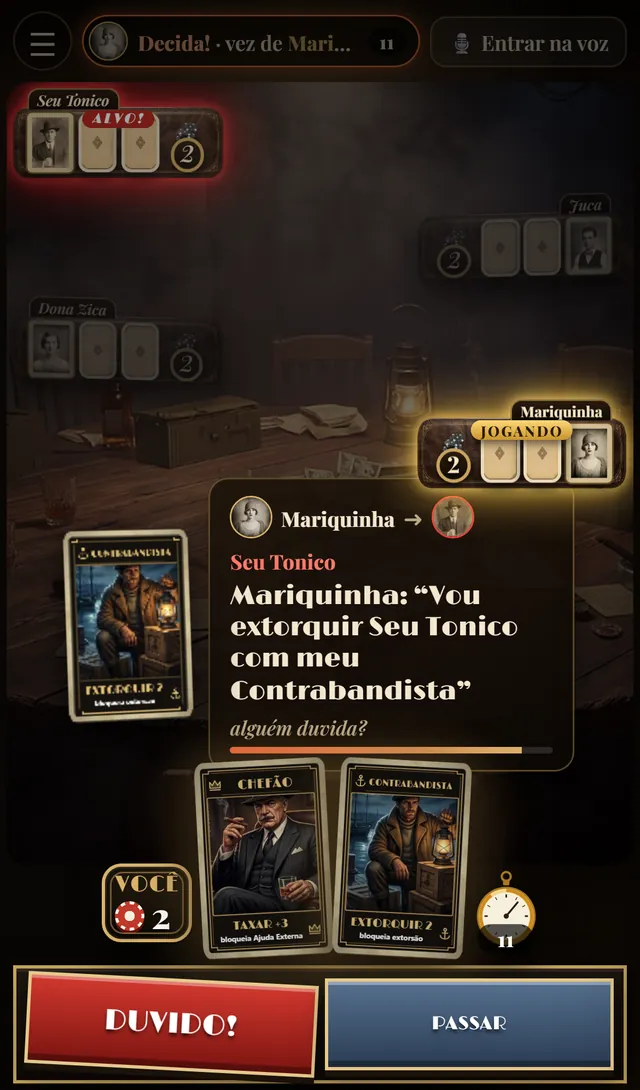 Decida! · vez de Mari...
11
Entrar na voz
Seu Tonico
ALVO!
2
Juca
2
Dona Zica
2
Mariquinha
JOGANDO
2
Mariquinha →
Seu Tonico
Mariquinha: “Vou
extorquir Seu Tonico
com meu
Contrabandista”
alguém duvida?
CONTRABANDISTA
EXTORQUIR 2
CHEFÃO
TAXAR +3
bloqueia Ajuda Externa
CONTRABANDISTA
EXTORQUIR 2
bloqueia extorsão
VOCÊ
2
11
DUVIDO!
PASSAR